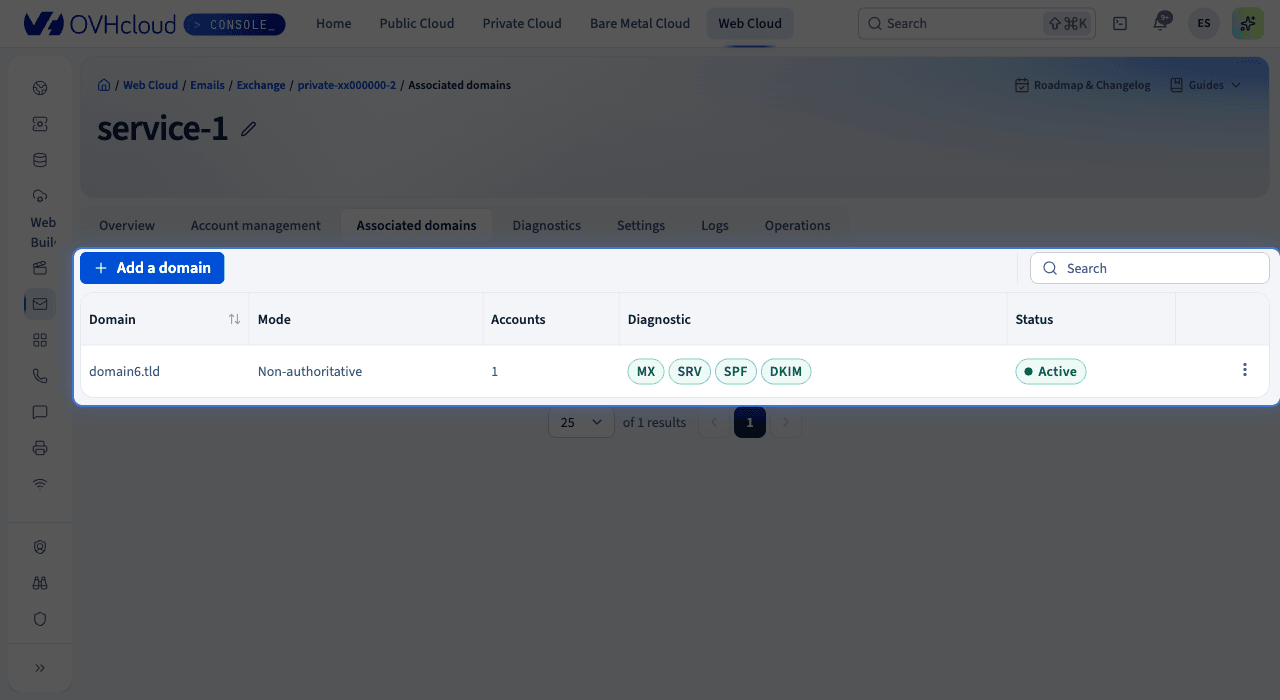 OVHcloud > CONSOLE_
Home Public Cloud Private Cloud Bare Metal Cloud Web Cloud
Search ⇧⌘K 9+ ES
/ Web Cloud / Emails / Exchange / private-xx000000-2 / Associated domains
Roadmap & Changelog Guides
service-1
Web
Buil
Overview Account management Associated domains Diagnostics Settings Logs Operations
+ Add a domain
Search
Domain Mode Accounts Diagnostic Status
domain6.tld Non-authoritative 1 MX SRV SPF DKIM Active
25 of 1 results 1